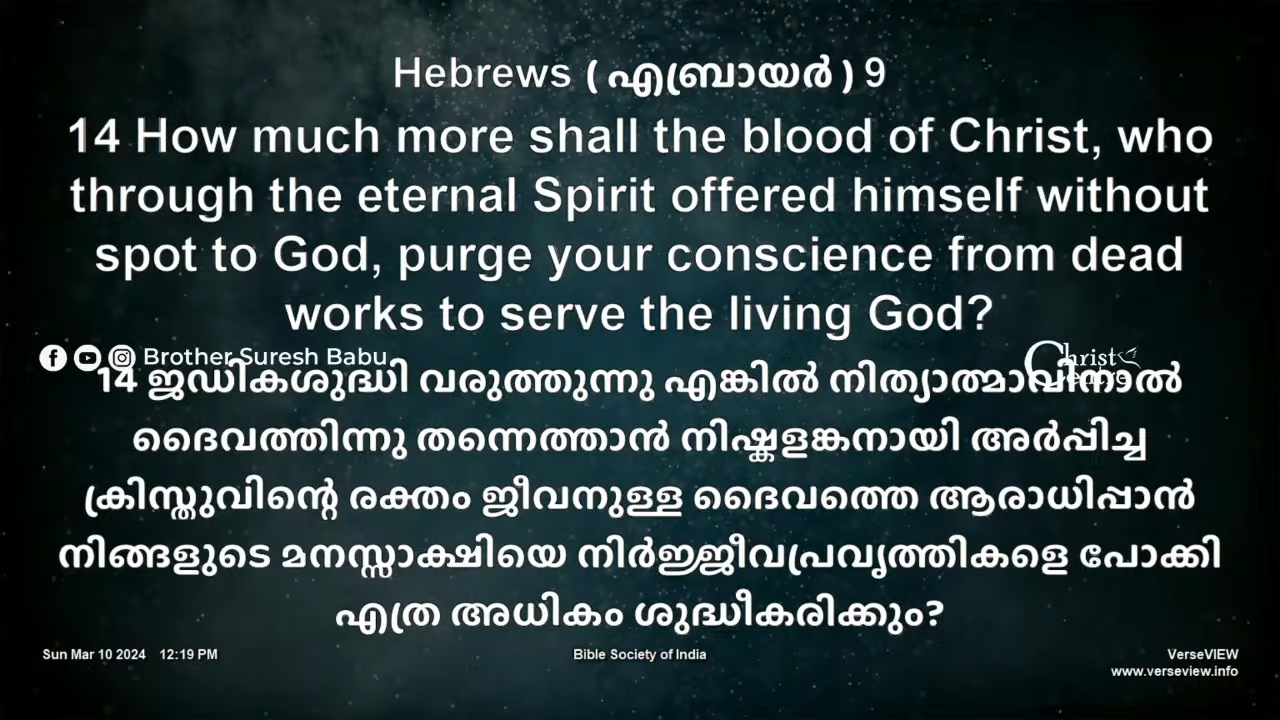 Hebrews ( എബ്രായർ ) 9
14 How much more shall the blood of Christ, who
through the eternal Spirit offered himself without
spot to God, purge your conscience from dead
works to serve the living God?
Brother Suresh Babu
Christ Centre
14 ജഡികശുദ്ധി വരുത്തുന്നു എങ്കിൽ നിത്യാത്മാവിനാൽ
ദൈവത്തിന്നു തന്നെത്താൻ നിഷ്കളങ്കനായി അർപ്പിച്ച
ക്രിസ്തുവിന്റെ രക്തം ജീവനുള്ള ദൈവത്തെ ആരാധിപ്പാൻ
നിങ്ങളുടെ മനസ്സാക്ഷിയെ നിർജ്ജീവപ്രവൃത്തികളെ പോക്കി
എത്ര അധികം ശുദ്ധീകരിക്കും?
Sun Mar 10 2024 12:19 PM
Bible Society of India
VerseVIEW
www.verseview.info